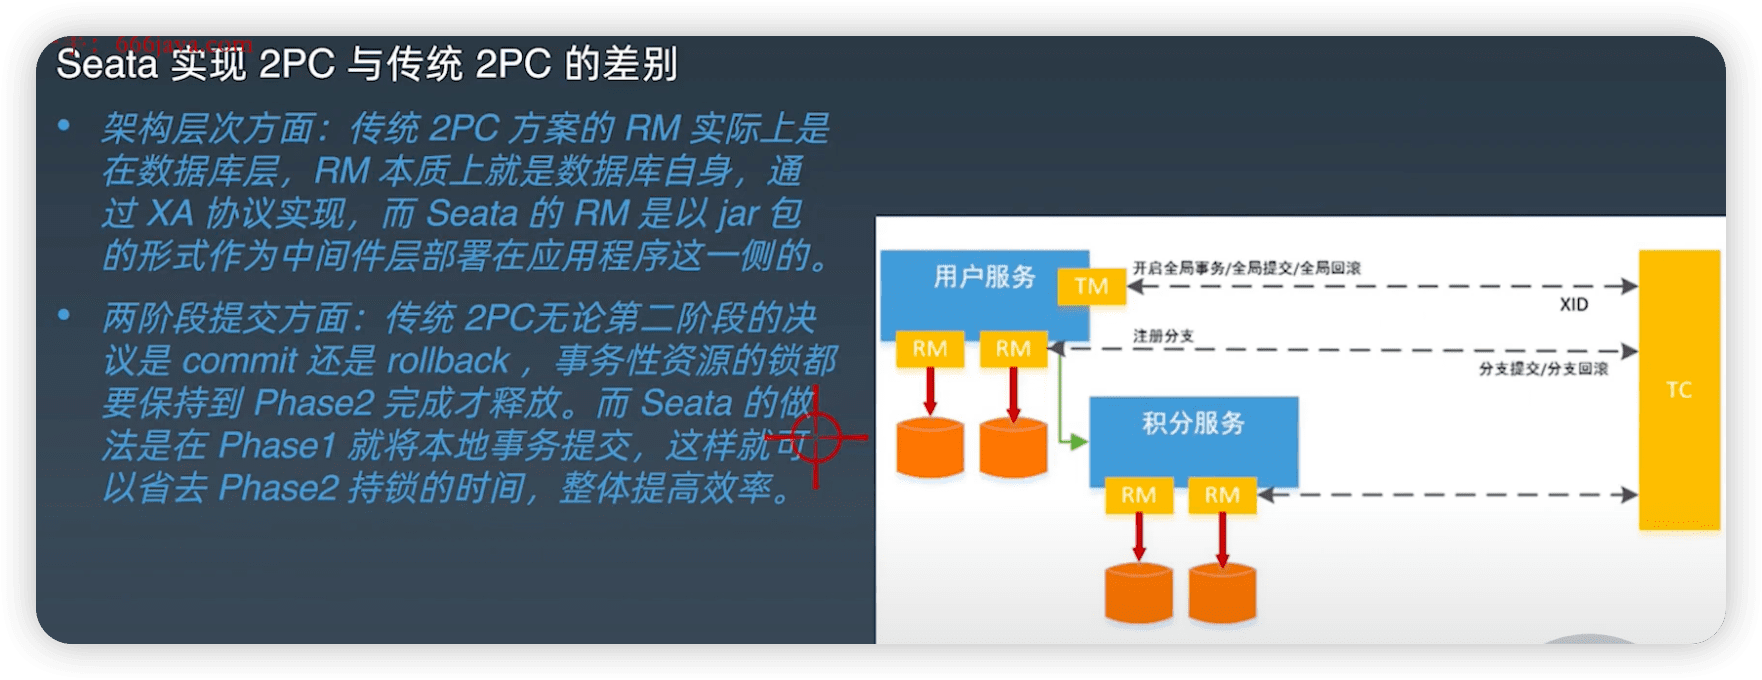 666java.com
Seata 实现 2PC 与传统 2PC 的差别
• 架构层次方面：传统 2PC 方案的 RM 实际上是
在数据库层，RM 本质上就是数据库自身，通
过 XA 协议实现，而 Seata 的 RM 是以 jar 包
的形式作为中间件层部署在应用程序这一侧的。
• 两阶段提交方面：传统 2PC无论第二阶段的决
议是 commit 还是 rollback ，事务性资源的锁都
要保持到 Phase2 完成才释放。而 Seata 的做
法是在 Phase1 就将本地事务提交，这样就可
以省去 Phase2 持锁的时间，整体提高效率。
用户服务
TM
开启全局事务/全局提交/全局回滚
XID
RM
RM
注册分支
分支提交/分支回滚
TC
积分服务
RM
RM